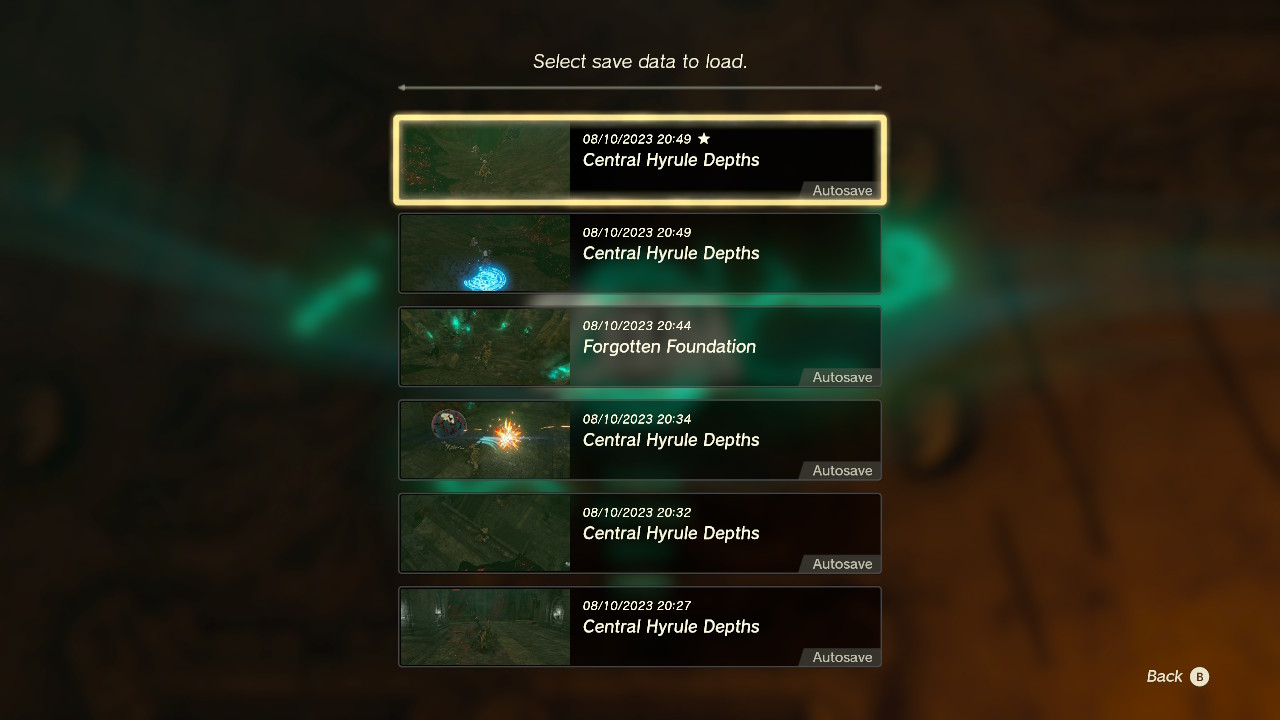 Select save data to load.
08/10/2023 20:49 ★
Central Hyrule Depths
Autosave
08/10/2023 20:49
Central Hyrule Depths
08/10/2023 20:44
Forgotten Foundation
Autosave
08/10/2023 20:34
Central Hyrule Depths
Autosave
08/10/2023 20:32
Central Hyrule Depths
Autosave
08/10/2023 20:27
Central Hyrule Depths
Autosave
Back B